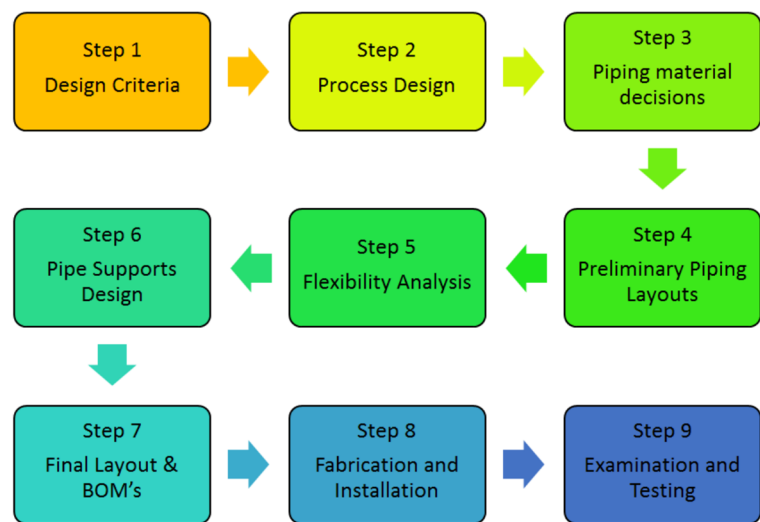 Step 1
Design Criteria
Step 2
Process Design
Step 3
Piping material
decisions
Step 4
Preliminary Piping
Layouts
Step 5
Flexibility Analysis
Step 6
Pipe Supports
Design
Step 7
Final Layout &
BOM’s
Step 8
Fabrication and
Installation
Step 9
Examination and
Testing